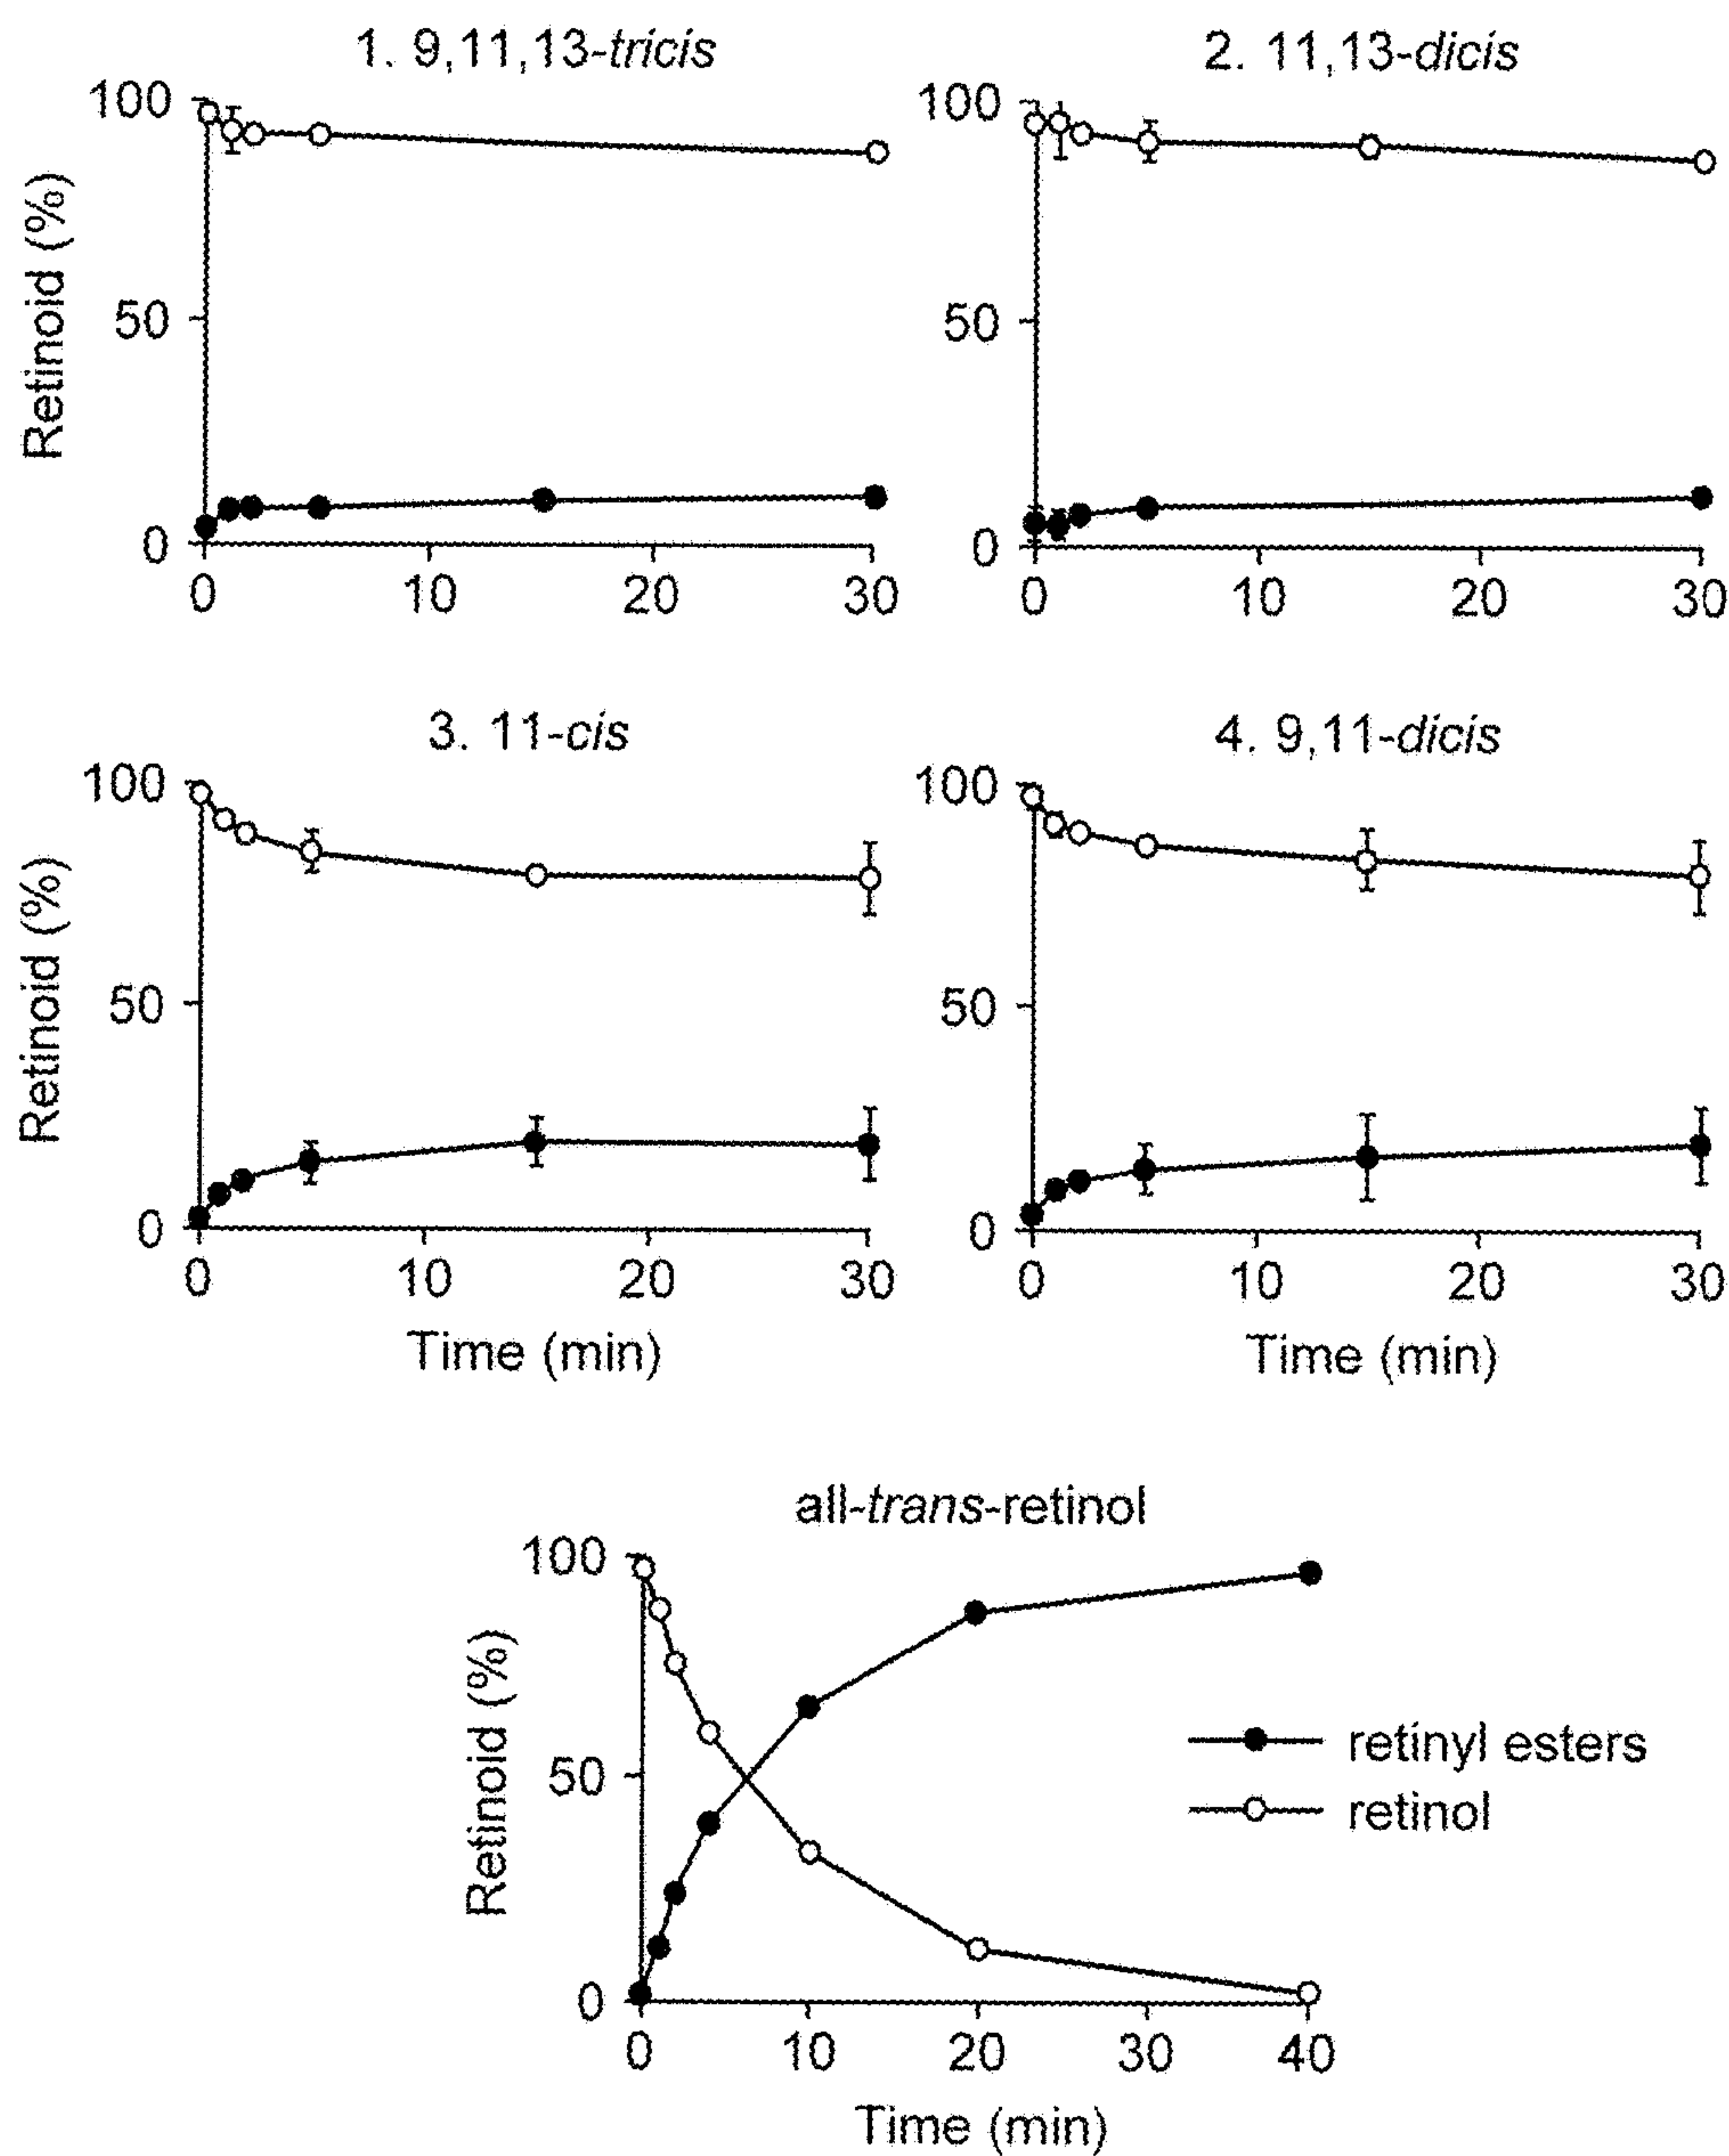 1. 9,11,13-tricis
100
50
0
Retinoid (%)
0 10 20 30
2. 11,13-dicis
100
50
0
0 10 20 30
3. 11-cis
100
50
0
Retinoid (%)
0 10 20 30
Time (min)
4. 9,11-dicis
100
50
0
0 10 20 30
Time (min)
all-trans-retinol
100
50
0
Retinoid (%)
0 10 20 30 40
Time (min)
retinyl esters
retinol